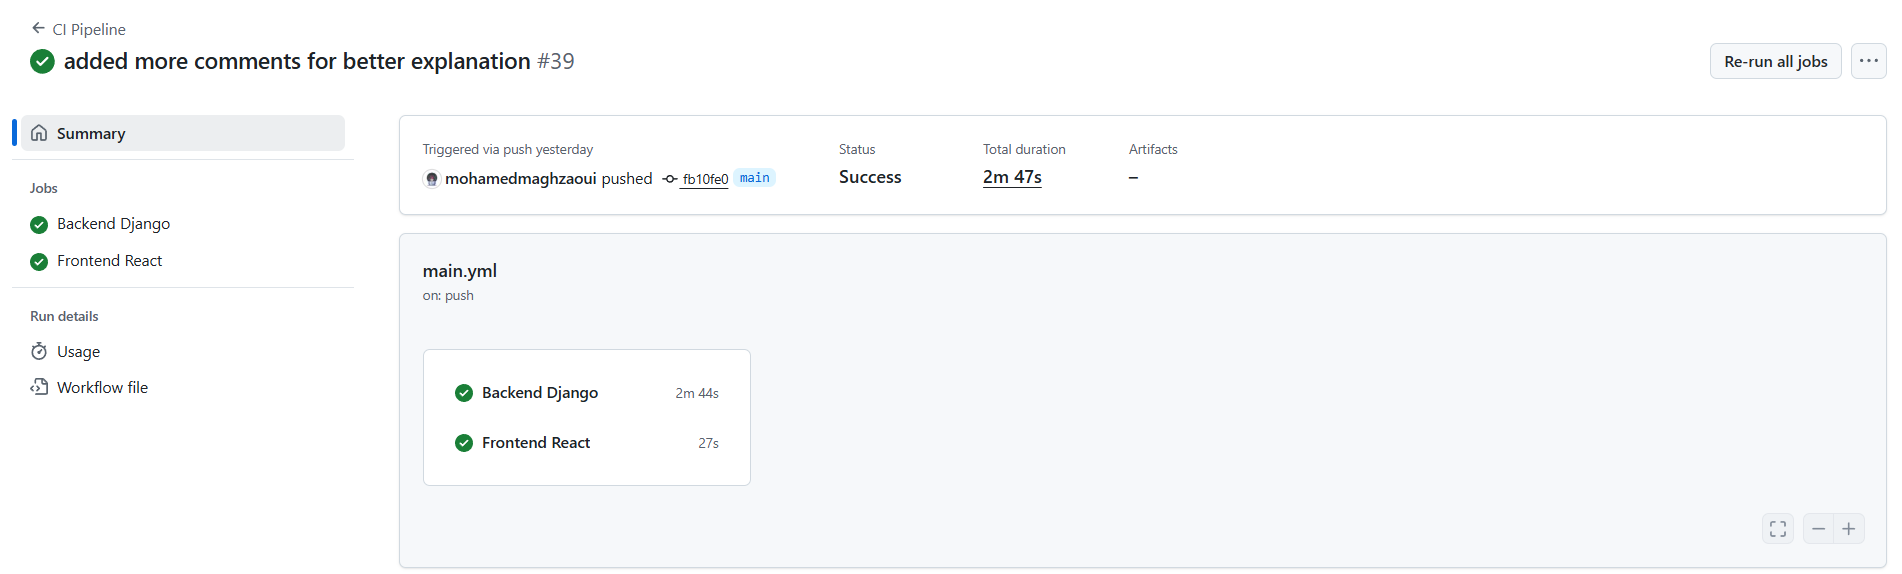 ← CI Pipeline
added more comments for better explanation #39
Re-run all jobs
Summary
Jobs
Backend Django
Frontend React
Run details
Usage
Workflow file
Triggered via push yesterday
mohamedmaghzaoui pushed fb10fe0 main
Status
Success
Total duration
2m 47s
Artifacts
–
main.yml
on: push
Backend Django 2m 44s
Frontend React 27s